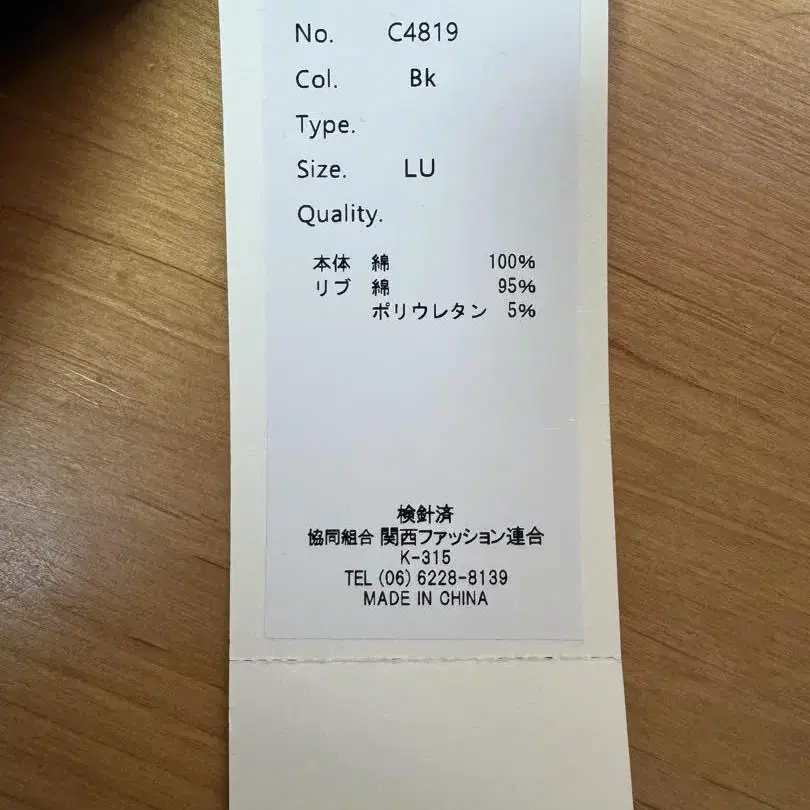 No. C4819
Col. Bk
Type.
Size. LU
Quality.
本体 綿 100%
リブ 綿 95%
ポリウレタン 5%
検針済
協同組合 関西ファッション連合
K-315
TEL (06) 6228-8139
MADE IN CHINA